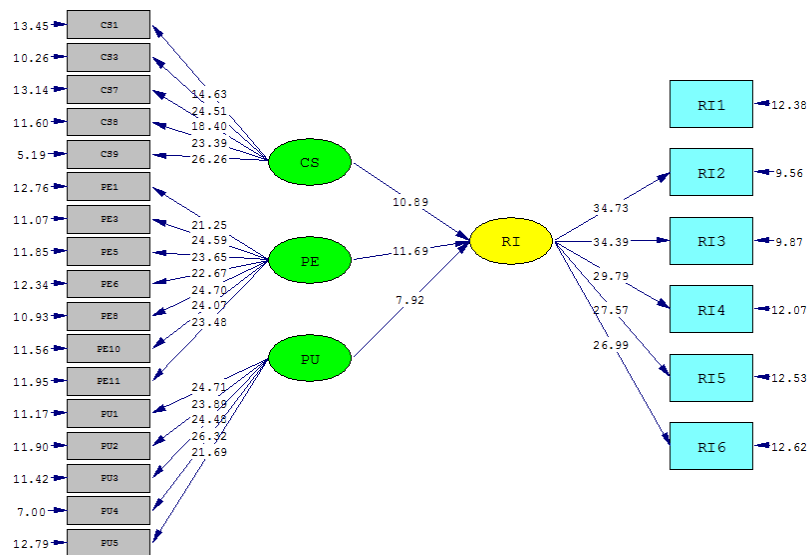 13.45 CS1
10.26 CS3
13.14 CS7
11.60 CS8
5.19 CS9
12.76 PE1
11.07 PE3
11.85 PE5
12.34 PE6
10.93 PE8
11.56 PE10
11.95 PE11
11.17 PU1
11.90 PU2
11.42 PU3
7.00 PU4
12.79 PU5
14.63
24.51
18.40
23.39
26.26
21.25
24.59
23.65
22.67
24.70
24.07
23.48
24.71
23.89
24.48
26.32
21.69
CS
PE
PU
10.89
11.69
7.92
RI
34.73
34.39
29.79
27.57
26.99
RI1 12.38
RI2 9.56
RI3 9.87
RI4 12.07
RI5 12.53
RI6 12.62